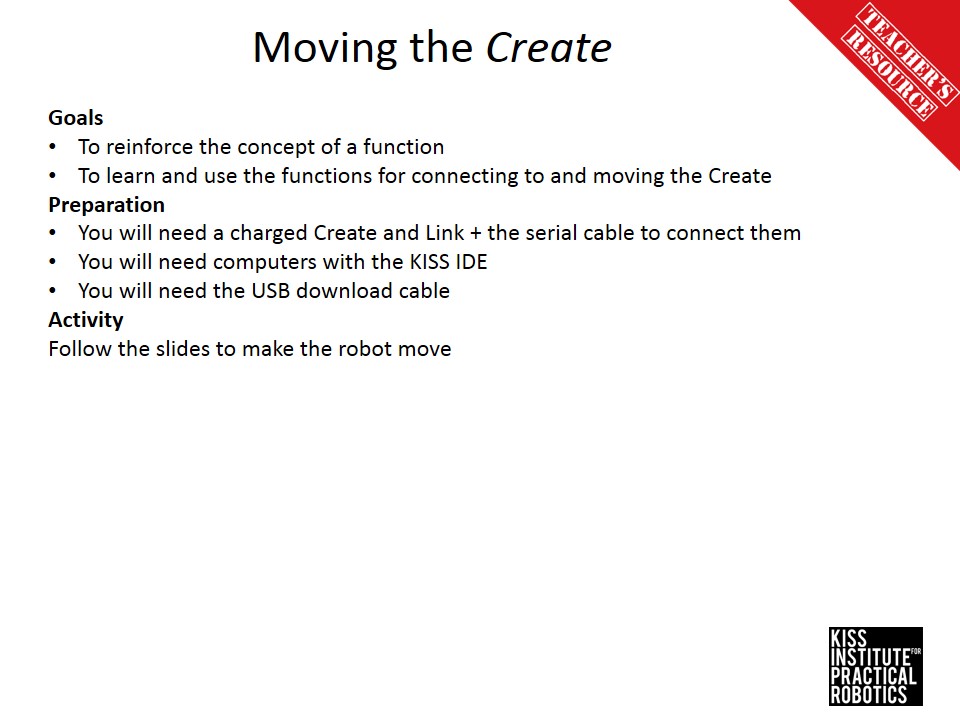 Moving the Create
TEACHER'S
RESOURCE
Goals
• To reinforce the concept of a function
• To learn and use the functions for connecting to and moving the Create
Preparation
• You will need a charged Create and Link + the serial cable to connect them
• You will need computers with the KISS IDE
• You will need the USB download cable
Activity
Follow the slides to make the robot move
KISS
INSTITUTE FOR
PRACTICAL
ROBOTICS